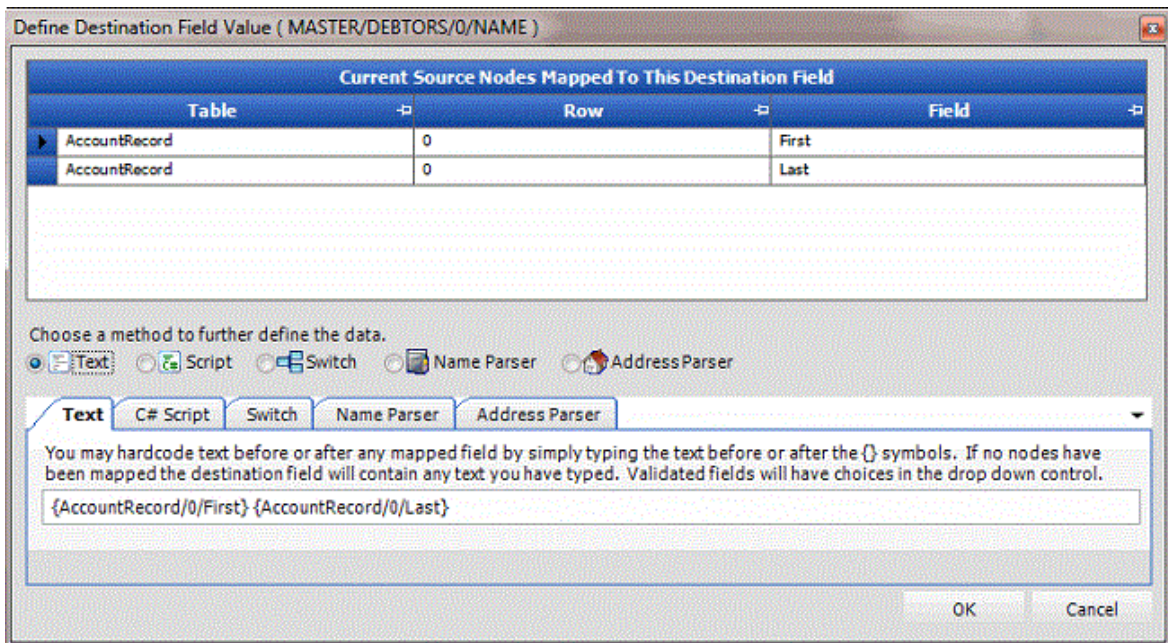 Define Destination Field Value ( MASTER/DEBTORS/0/NAME )
Current Source Nodes Mapped To This Destination Field
Table Row Field
AccountRecord 0 First
AccountRecord 0 Last
Choose a method to further define the data.
Text Script Switch Name Parser Address Parser
Text C# Script Switch Name Parser Address Parser
You may hardcode text before or after any mapped field by simply typing the text before or after the {} symbols. If no nodes have
been mapped the destination field will contain any text you have typed. Validated fields will have choices in the drop down control.
{AccountRecord/0/First} {AccountRecord/0/Last}
OK Cancel